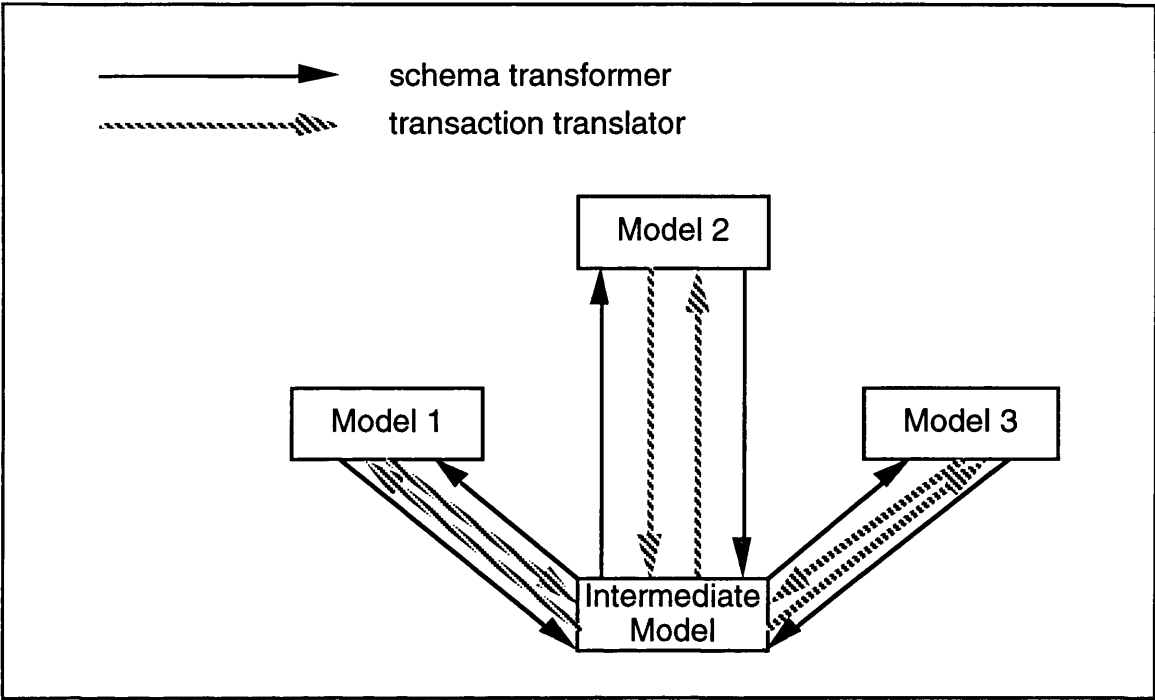 schema transformer
transaction translator
Model 2
Model 1
Model 3
Intermediate
Model